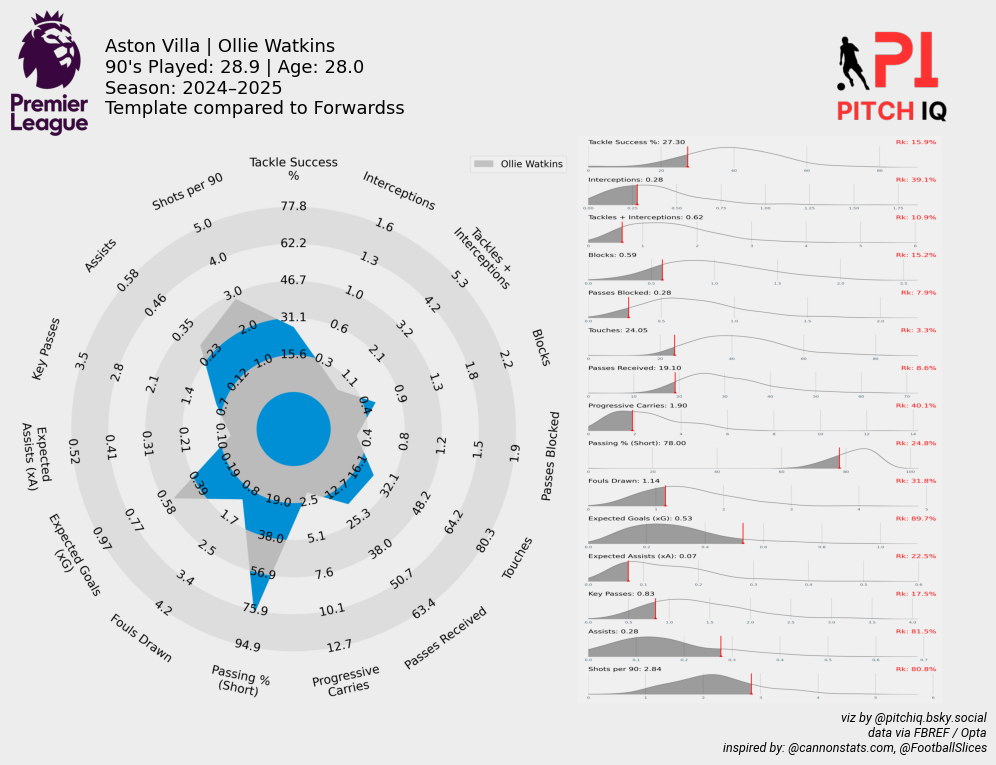 Premier
League
Aston Villa | Ollie Watkins
90's Played: 28.9 | Age: 28.0
Season: 2024–2025
Template compared to Forwardss
PI
PITCH IQ
Ollie Watkins
Tackle Success
%
Interceptions
Tackles +
Interceptions
Blocks
Passes Blocked
Touches
Passes Received
Progressive
Carries
Passing %
(Short)
Fouls Drawn
Expected Goals
(xG)
Expected
Assists (xA)
Key Passes
Assists
Shots per 90
15.6
31.1
46.7
62.2
77.8
0.3
0.6
1.0
1.3
1.6
1.1
2.1
3.2
4.2
5.3
0.4
0.9
1.3
1.8
2.2
0.4
0.8
1.2
1.5
1.9
16.1
32.1
48.2
64.2
80.3
12.7
25.3
38.0
50.7
63.4
2.5
5.1
7.6
10.1
12.7
19.0
38.0
56.9
75.9
94.9
0.8
1.7
2.5
3.4
4.2
0.19
0.39
0.58
0.77
0.97
0.10
0.21
0.31
0.41
0.52
0.7
1.4
2.1
2.8
3.5
0.12
0.23
0.35
0.46
0.58
1.0
2.0
3.0
4.0
5.0
Tackle Success %: 27.30 Rk: 15.9%
Interceptions: 0.28 Rk: 39.1%
Tackles + Interceptions: 0.62 Rk: 10.9%
Blocks: 0.59 Rk: 15.2%
Passes Blocked: 0.28 Rk: 7.9%
Touches: 24.05 Rk: 3.3%
Passes Received: 19.10 Rk: 8.6%
Progressive Carries: 1.90 Rk: 40.1%
Passing % (Short): 78.00 Rk: 24.8%
Fouls Drawn: 1.14 Rk: 31.8%
Expected Goals (xG): 0.53 Rk: 89.7%
Expected Assists (xA): 0.07 Rk: 22.5%
Key Passes: 0.83 Rk: 17.5%
Assists: 0.28 Rk: 81.5%
Shots per 90: 2.84 Rk: 80.8%
viz by @pitchiq.bsky.social
data via FBREF / Opta
inspired by: @cannonstats.com, @FootballSlices